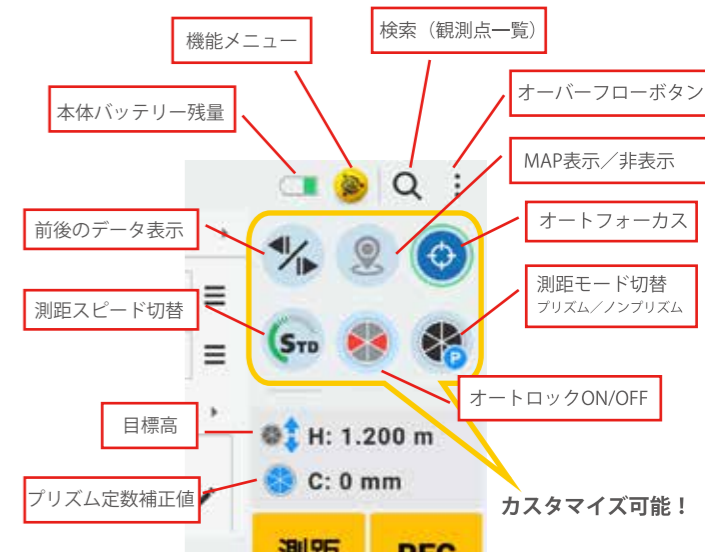 検索（観測点一覧）
機能メニュー
オーバーフローボタン
本体バッテリー残量
MAP表示／非表示
オートフォーカス
前後のデータ表示
測距モード切替
プリズム／ノンプリズム
測距スピード切替
STD
P
オートロックON/OFF
目標高
H: 1.200 m
C: 0 mm
プリズム定数補正値
カスタマイズ可能！
測距
REC